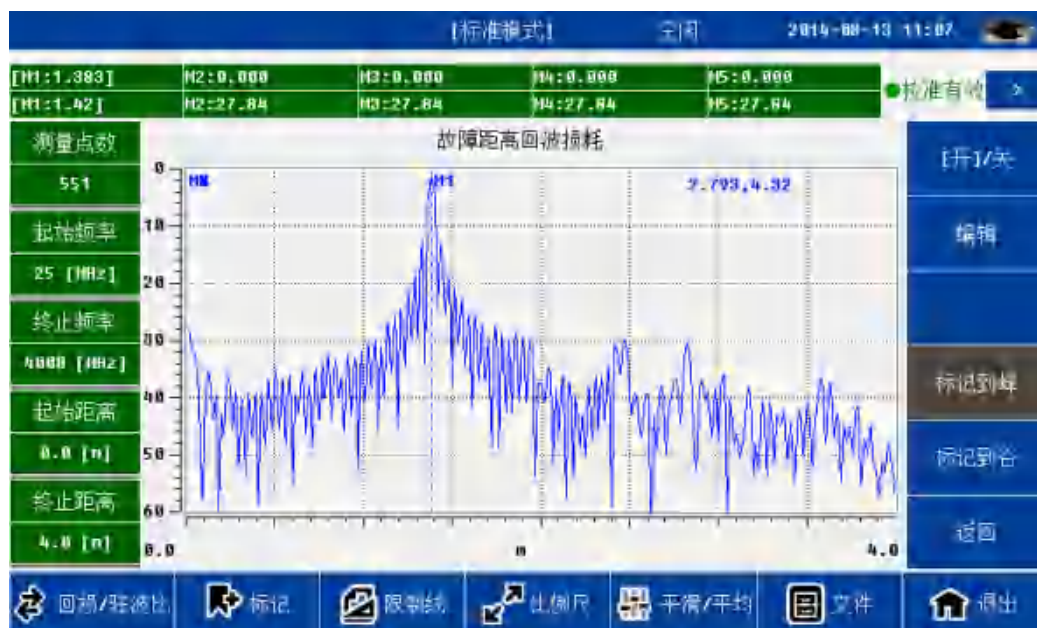 [标准模式] 2014-08-13 11:07
[M1:1.383] M2:0.000 M3:0.000 M4:0.000 M5:0.000
[M1:1.42] M2:27.84 M3:27.84 M4:27.84 M5:27.84
校准有效 >
测量点数
551
起始频率
25 [MHz]
终止频率
4000 [MHz]
起始距离
0.0 [m]
终止距离
4.0 [m]
故障距离回波损耗
M1 2.793,4.32
0
10
20
30
40
50
60
0.0 m 4.0
[开]/关
编辑
标记到峰
标记到谷
返回
回损/驻波比 标记 限制线 比例尺 平滑/平均 文件 退出